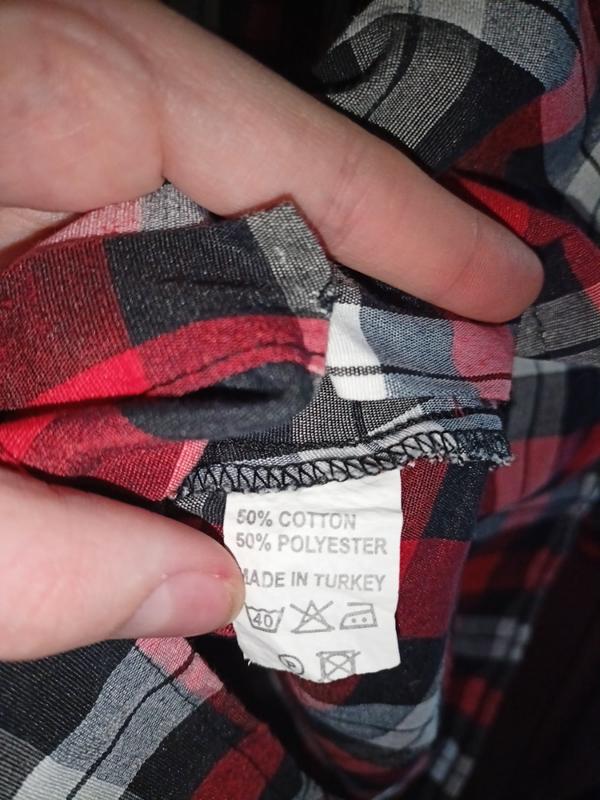 50% COTTON
50% POLYESTER
MADE IN TURKEY
40
P